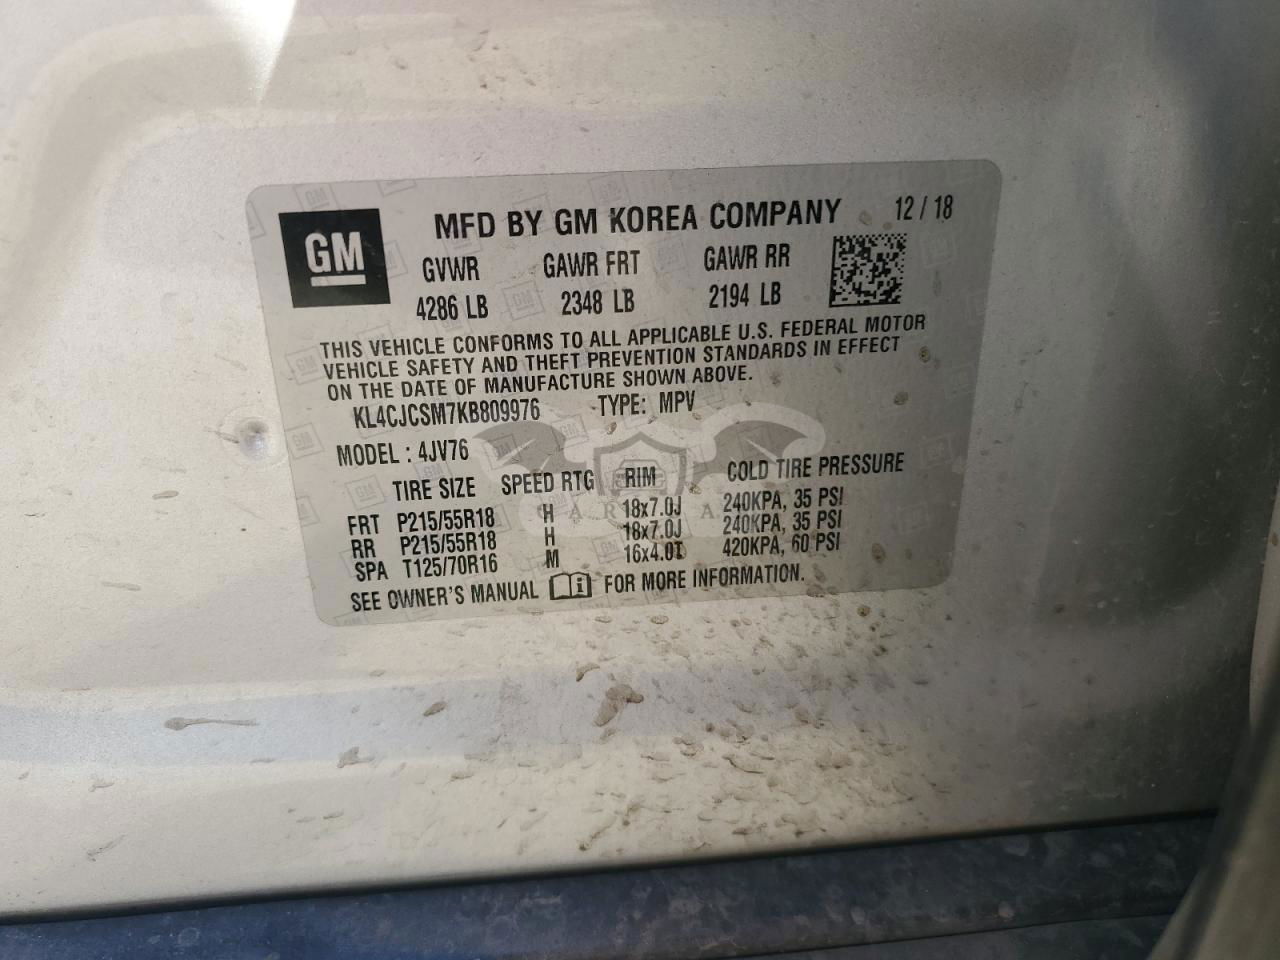 GM
MFD BY GM KOREA COMPANY 12 / 18
GVWR GAWR FRT GAWR RR
4286 LB 2348 LB 2194 LB
THIS VEHICLE CONFORMS TO ALL APPLICABLE U.S. FEDERAL MOTOR
VEHICLE SAFETY AND THEFT PREVENTION STANDARDS IN EFFECT
ON THE DATE OF MANUFACTURE SHOWN ABOVE.
KL4CJCSM7KB809976 TYPE: MPV
MODEL : 4JV76
TIRE SIZE SPEED RTG RIM COLD TIRE PRESSURE
FRT P215/55R18 H 18x7.0J 240KPA, 35 PSI
RR P215/55R18 H 18x7.0J 240KPA, 35 PSI
SPA T125/70R16 M 16x4.0T 420KPA, 60 PSI
SEE OWNER'S MANUAL FOR MORE INFORMATION.